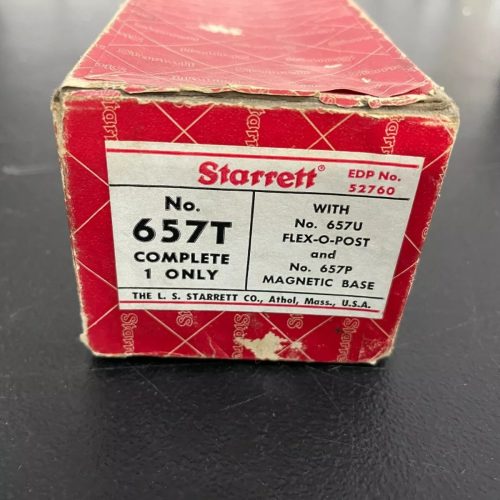 Starrett®
EDP No.
52760
No.
657T
COMPLETE
1 ONLY
WITH
No. 657U
FLEX-O-POST
and
No. 657P
MAGNETIC BASE
THE L. S. STARRETT CO., Athol, Mass., U.S.A.
Starrett